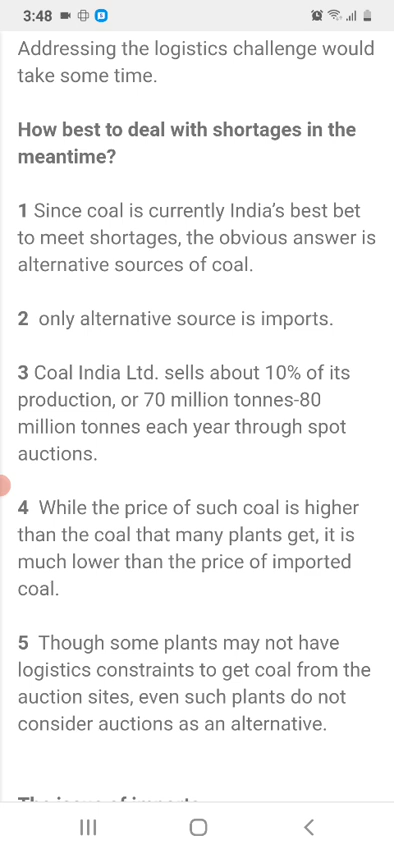 3:48
Addressing the logistics challenge would
take some time.
How best to deal with shortages in the
meantime?
1 Since coal is currently India's best bet
to meet shortages, the obvious answer is
alternative sources of coal.
2 only alternative source is imports.
3 Coal India Ltd. sells about 10% of its
production, or 70 million tonnes-80
million tonnes each year through spot
auctions.
4 While the price of such coal is higher
than the coal that many plants get, it is
much lower than the price of imported
coal.
5 Though some plants may not have
logistics constraints to get coal from the
auction sites, even such plants do not
consider auctions as an alternative.